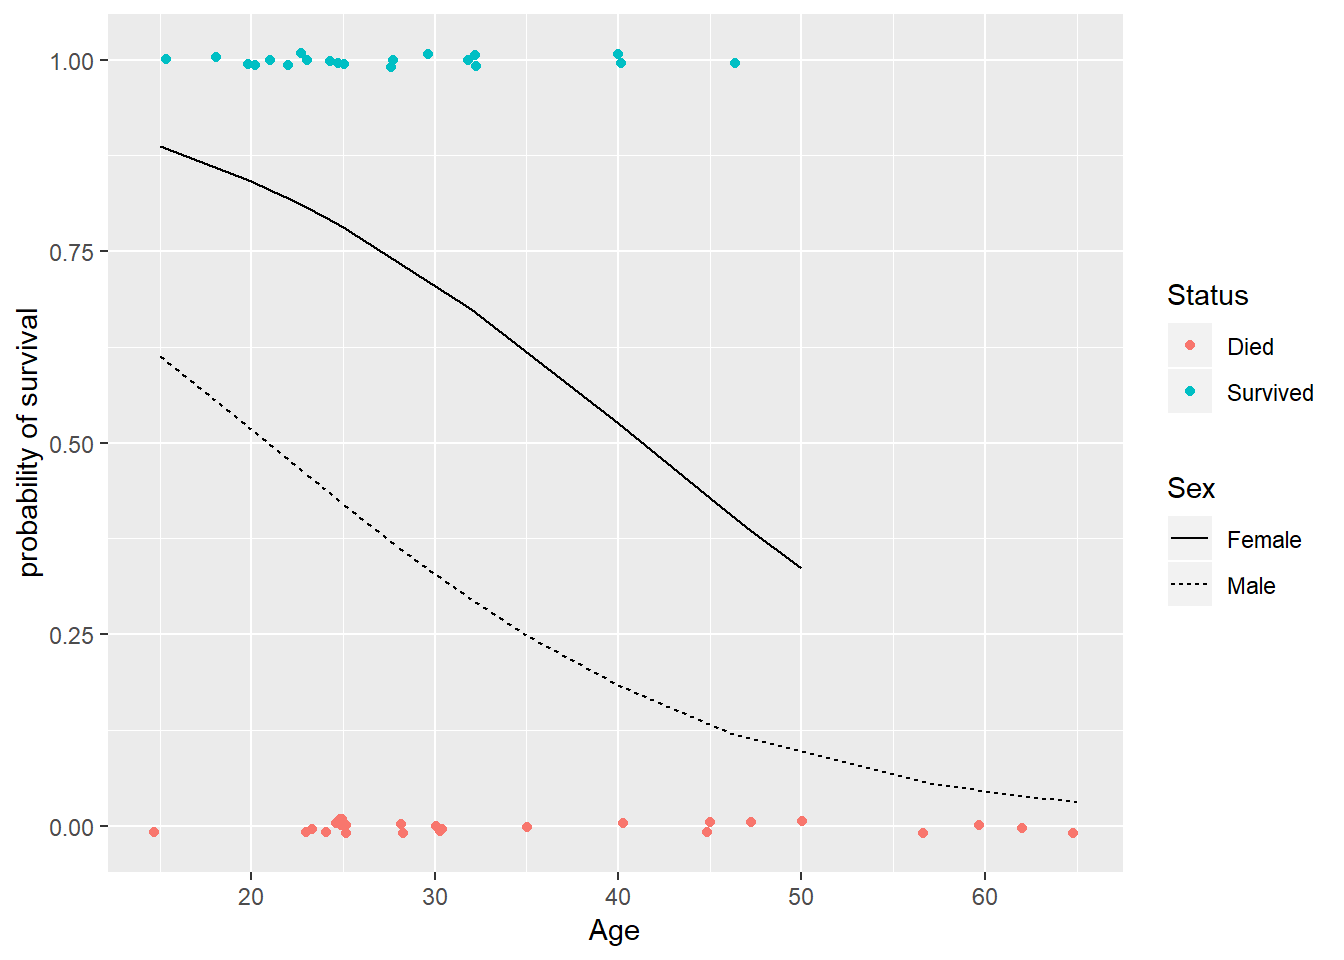 1.00
0.75
0.50
0.25
0.00
probability of survival
20 30 40 50 60
Age
Status
Died
Survived
Sex
Female
Male